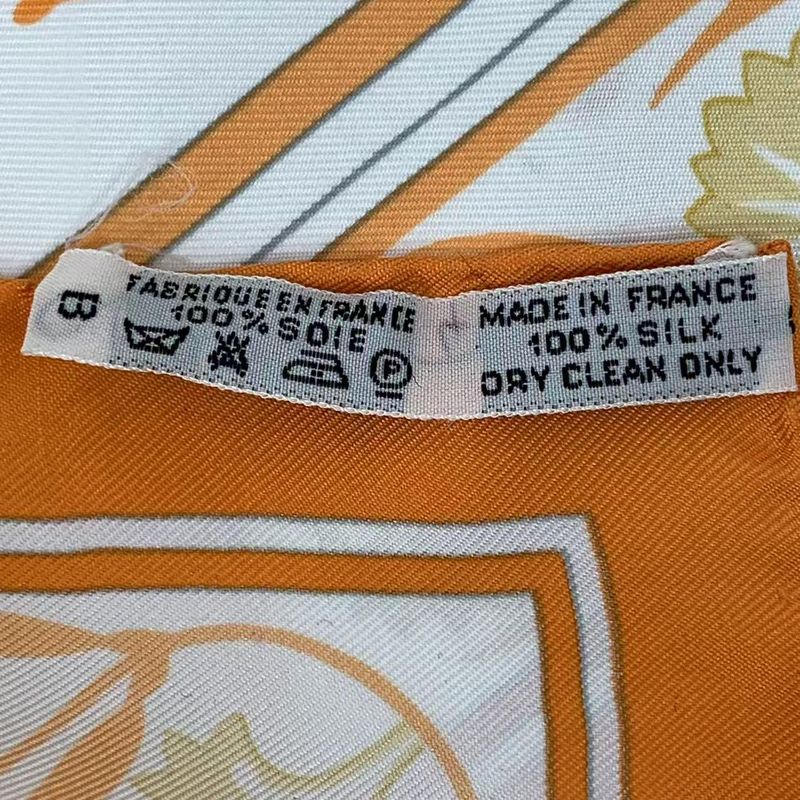 B
FABRIQUE EN FRANCE
100% SOIE
P
MADE IN FRANCE
100% SILK
DRY CLEAN ONLY